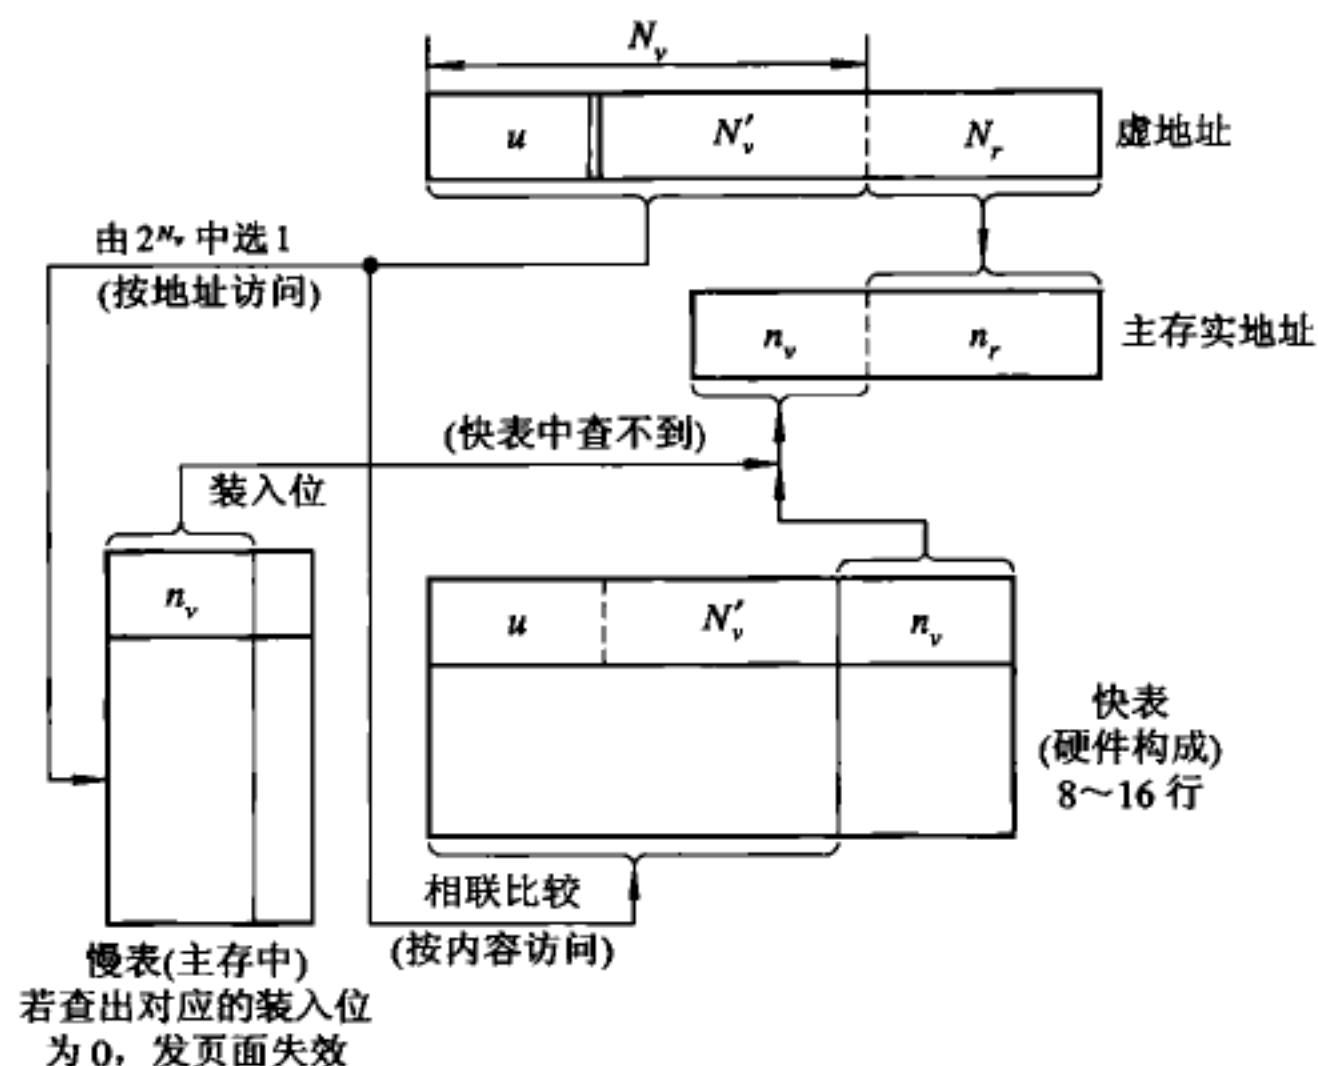 N_v
u N'_v N_r 虚地址
由 2^{N_v} 中选 1
(按地址访问)
n_v n_r 主存实地址
(快表中查不到)
装入位
n_v
u N'_v n_v
快表
(硬件构成)
8～16 行
相联比较
(按内容访问)
慢表(主存中)
若查出对应的装入位
为 0，发页面失效